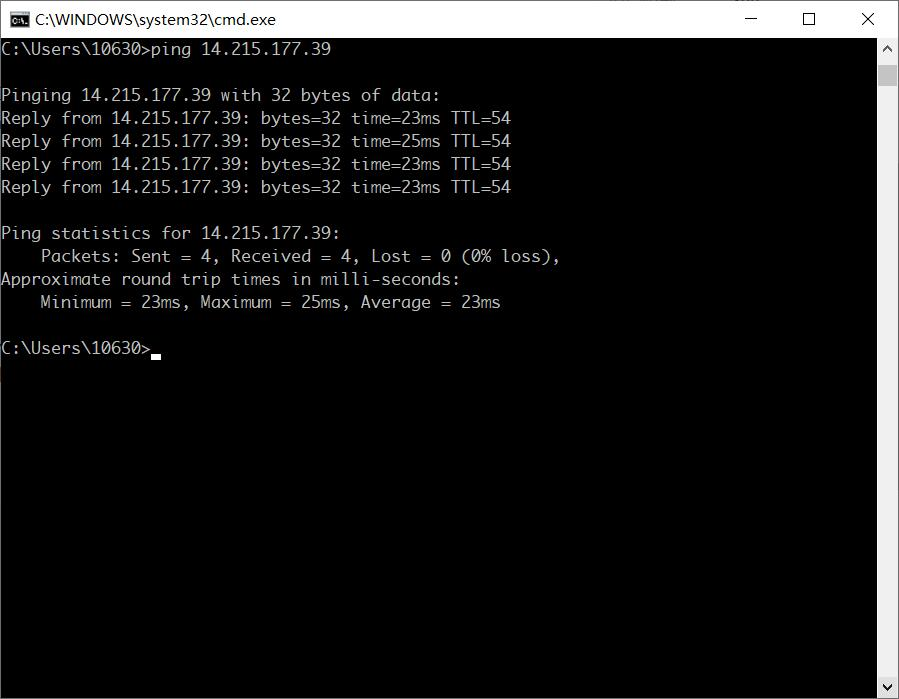 C:\WINDOWS\system32\cmd.exe
C:\Users\10630>ping 14.215.177.39
Pinging 14.215.177.39 with 32 bytes of data:
Reply from 14.215.177.39: bytes=32 time=23ms TTL=54
Reply from 14.215.177.39: bytes=32 time=25ms TTL=54
Reply from 14.215.177.39: bytes=32 time=23ms TTL=54
Reply from 14.215.177.39: bytes=32 time=23ms TTL=54
Ping statistics for 14.215.177.39:
    Packets: Sent = 4, Received = 4, Lost = 0 (0% loss),
Approximate round trip times in milli-seconds:
    Minimum = 23ms, Maximum = 25ms, Average = 23ms
C:\Users\10630>